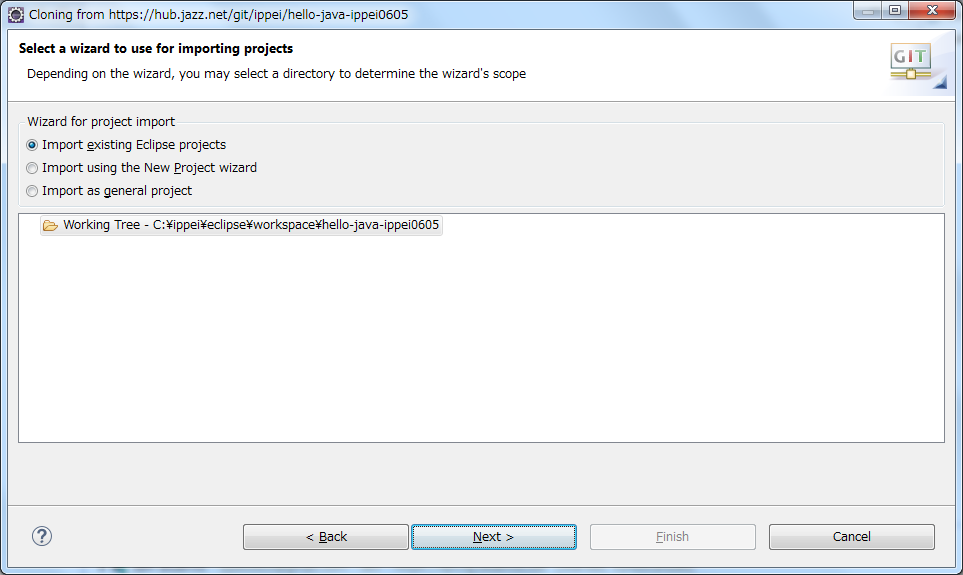 Cloning from https://hub.jazz.net/git/ippei/hello-java-ippei0605
Select a wizard to use for importing projects
Depending on the wizard, you may select a directory to determine the wizard's scope
GIT
Wizard for project import
Import existing Eclipse projects
Import using the New Project wizard
Import as general project
Working Tree - C:¥ippei¥eclipse¥workspace¥hello-java-ippei0605
?
< Back
Next >
Finish
Cancel